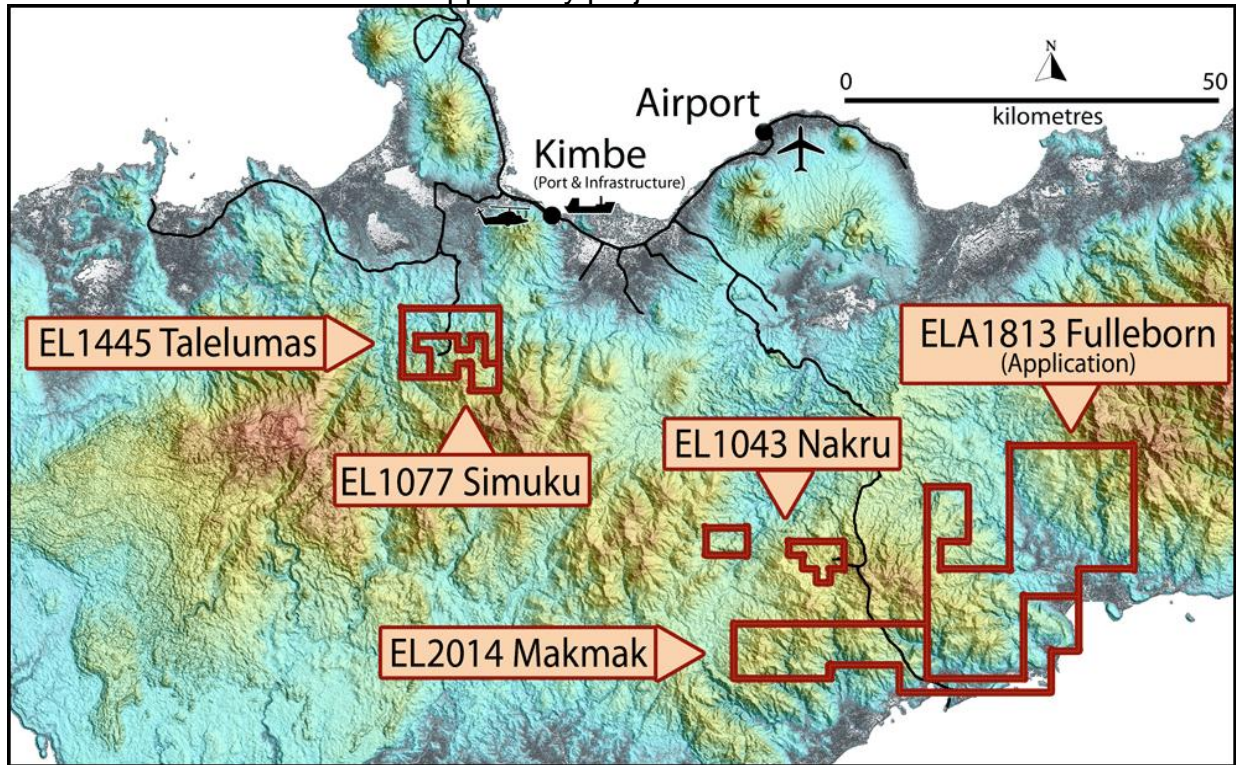 N
0 50
kilometres
Airport
Kimbe
(Port & Infrastructure)
EL1445 Talelumas
ELA1813 Fulleborn
(Application)
EL1043 Nakru
EL1077 Simuku
EL2014 Makmak